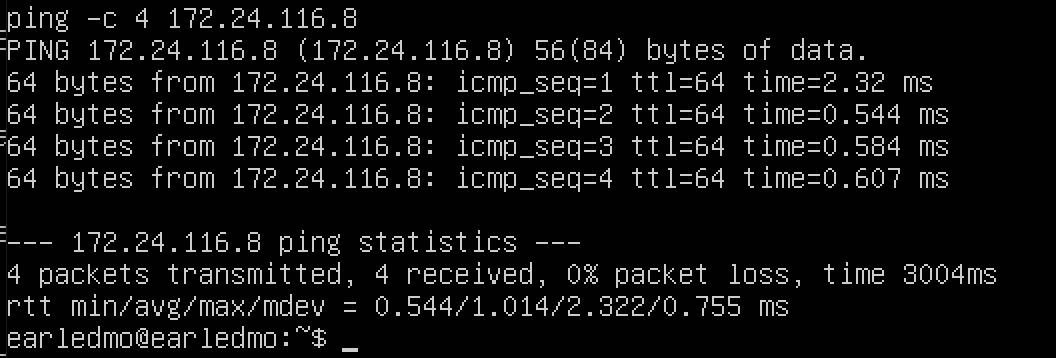 ping -c 4 172.24.116.8
PING 172.24.116.8 (172.24.116.8) 56(84) bytes of data.
64 bytes from 172.24.116.8: icmp_seq=1 ttl=64 time=2.32 ms
64 bytes from 172.24.116.8: icmp_seq=2 ttl=64 time=0.544 ms
64 bytes from 172.24.116.8: icmp_seq=3 ttl=64 time=0.584 ms
64 bytes from 172.24.116.8: icmp_seq=4 ttl=64 time=0.607 ms

--- 172.24.116.8 ping statistics ---
4 packets transmitted, 4 received, 0% packet loss, time 3004ms
rtt min/avg/max/mdev = 0.544/1.014/2.322/0.755 ms
earledmo@earledmo:~$ _